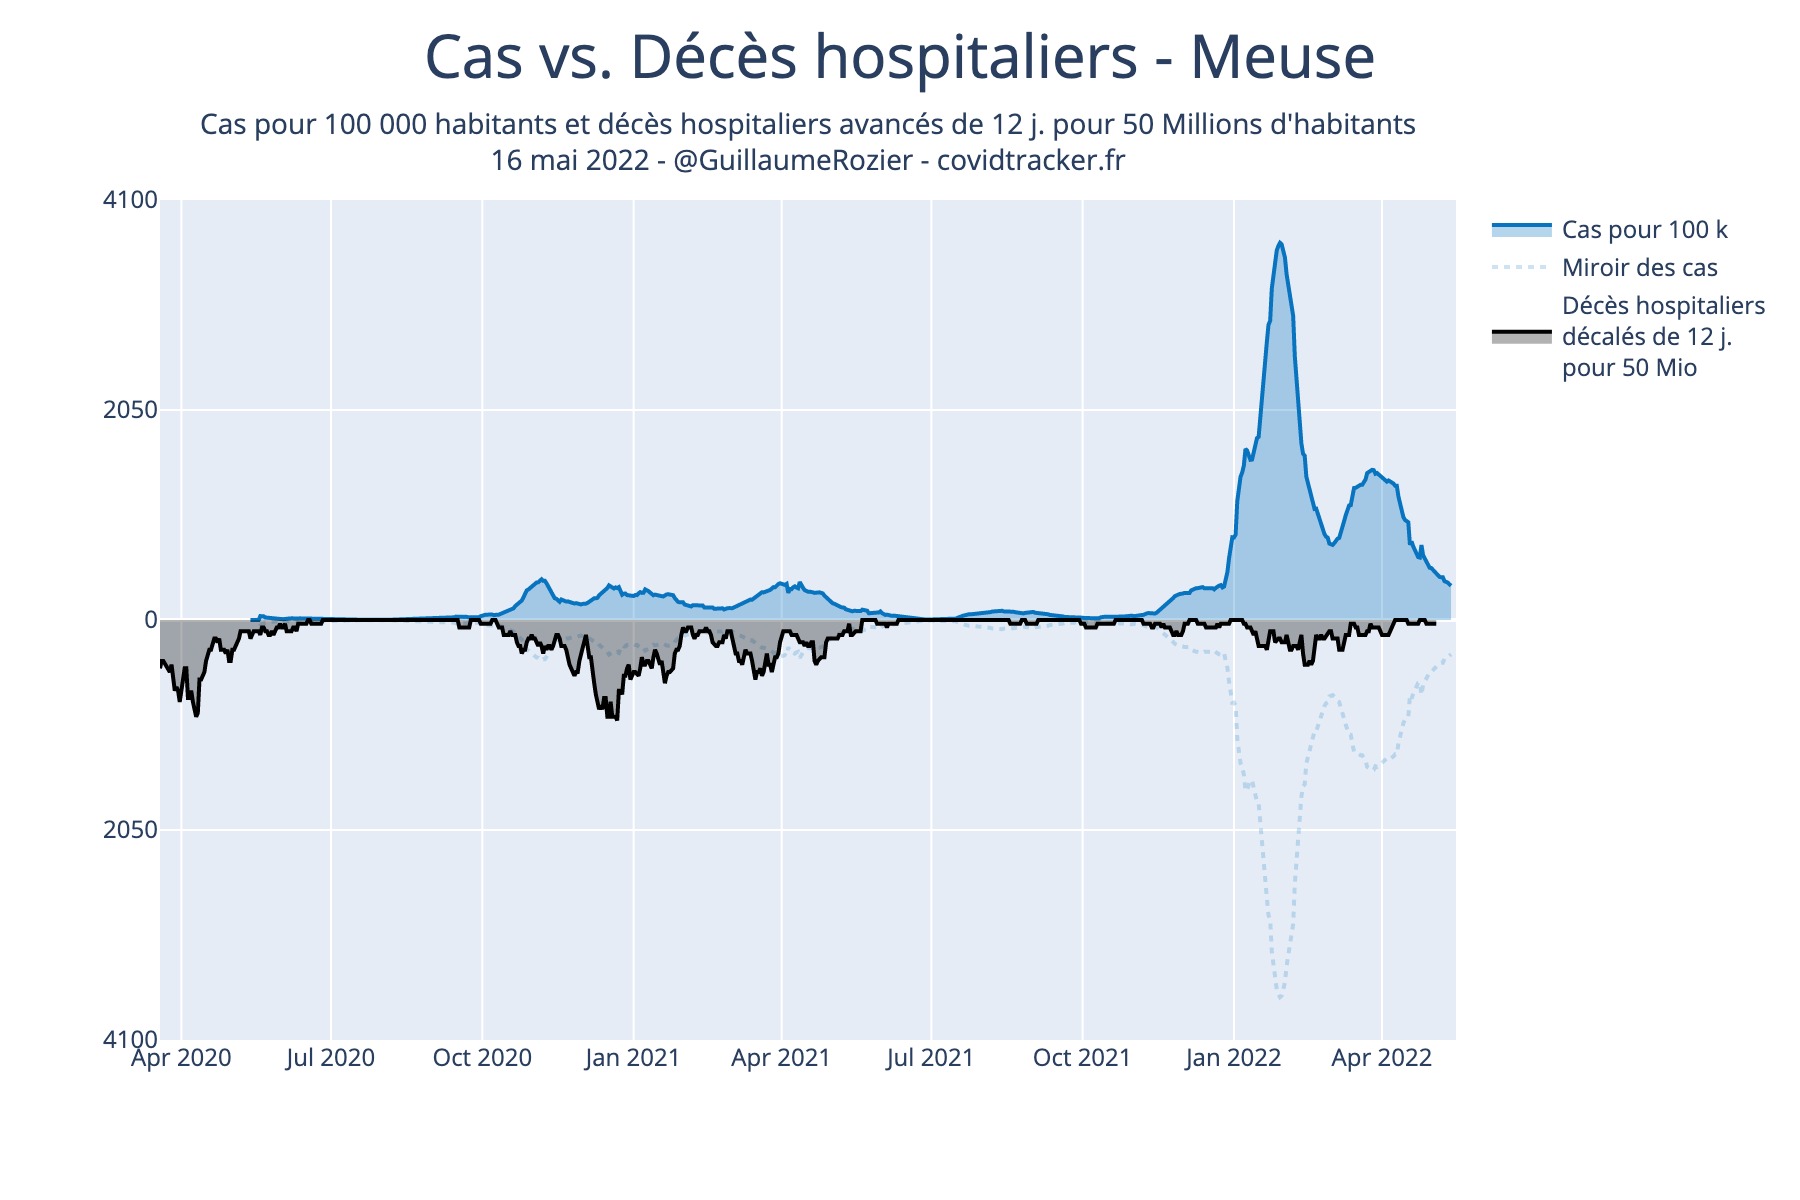 Cas vs. Décès hospitaliers - Meuse
Cas pour 100 000 habitants et décès hospitaliers avancés de 12 j. pour 50 Millions d'habitants
16 mai 2022 - @GuillaumeRozier - covidtracker.fr
4100
2050
0
2050
4100
Apr 2020
Jul 2020
Oct 2020
Jan 2021
Apr 2021
Jul 2021
Oct 2021
Jan 2022
Apr 2022
Cas pour 100 k
Miroir des cas
Décès hospitaliers
décalés de 12 j.
pour 50 Mio